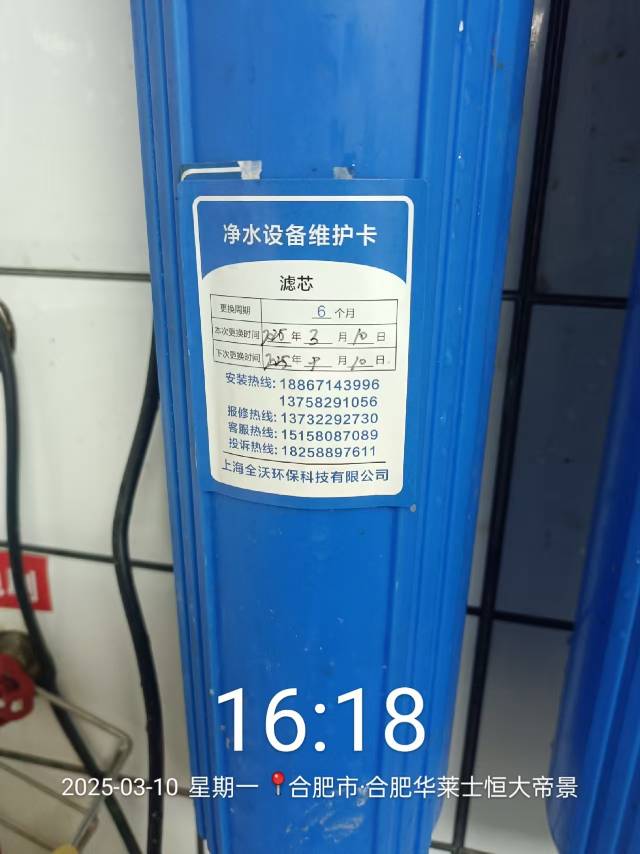 净水设备维护卡
滤芯
更换周期 6 个月
本次更换时间 2025 年 3 月 10 日
下次更换时间 2025 年 9 月 10 日
安装热线: 18867143996
13758291056
报修热线: 13732292730
客服热线: 15158087089
投诉热线: 18258897611
上海全沃环保科技有限公司
16:18
2025-03-10 星期一 📍合肥市·合肥华莱士恒大帝景